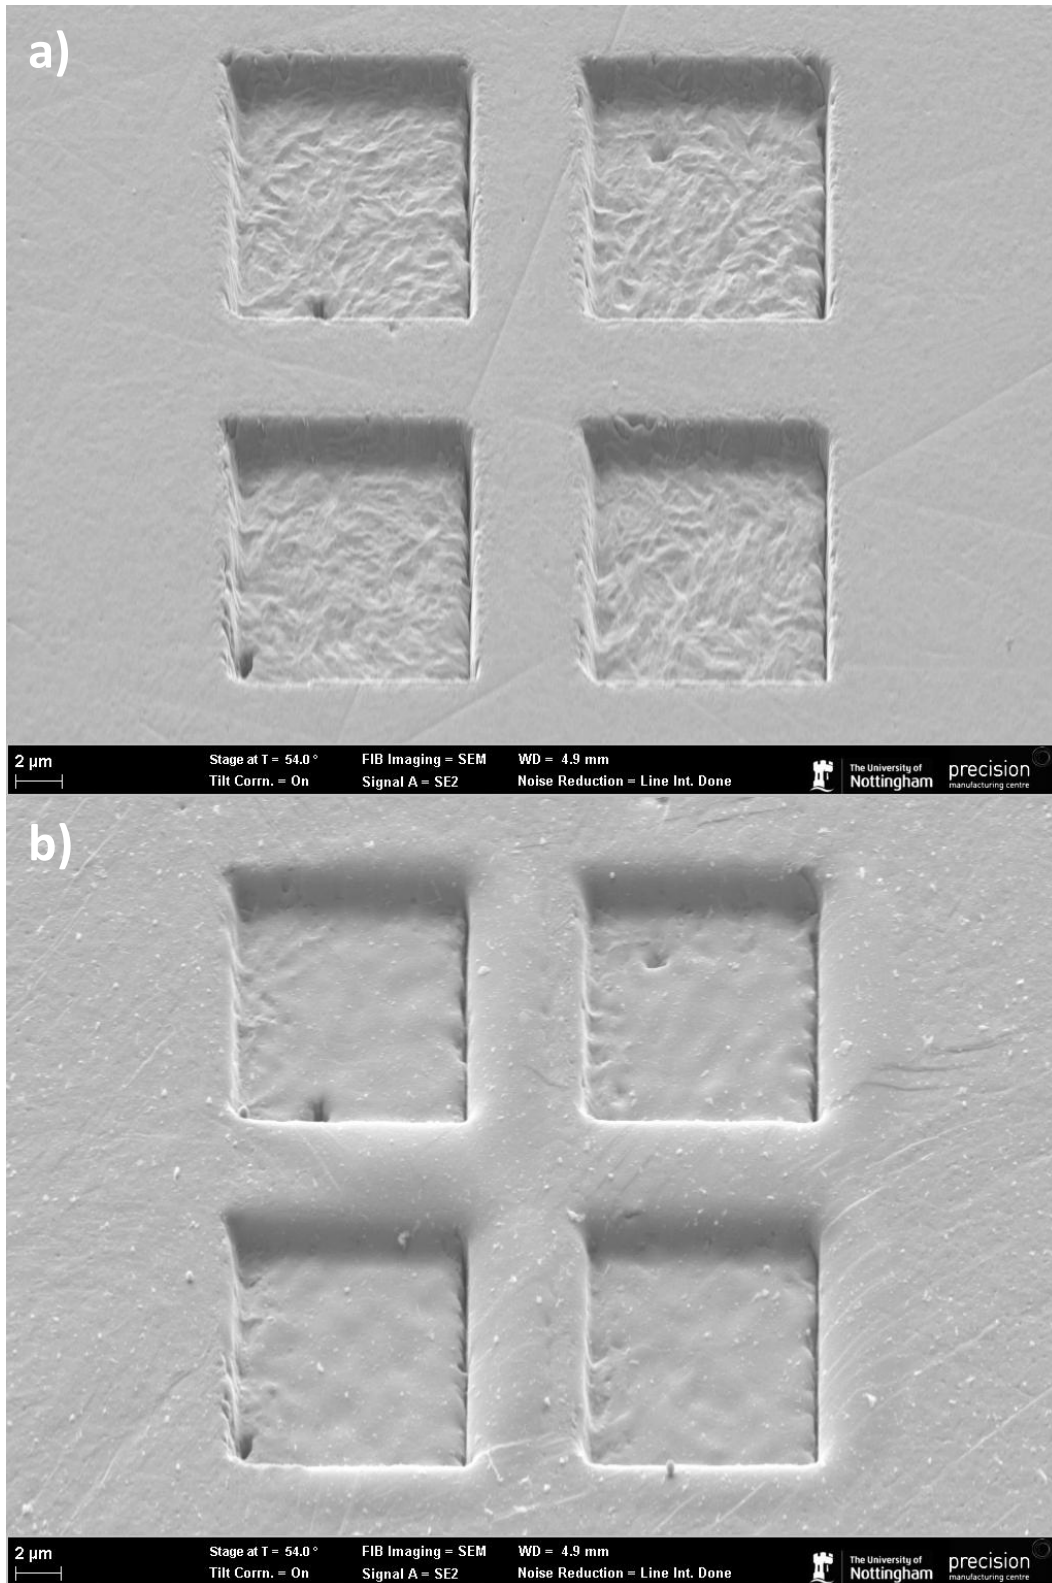 a)
2 µm
Stage at T = 54.0 ° FIB Imaging = SEM WD = 4.9 mm
Tilt Corrn. = On Signal A = SE2 Noise Reduction = Line Int. Done
The University of
Nottingham
precision
manufacturing centre
b)
2 µm
Stage at T = 54.0 ° FIB Imaging = SEM WD = 4.9 mm
Tilt Corrn. = On Signal A = SE2 Noise Reduction = Line Int. Done
The University of
Nottingham
precision
manufacturing centre